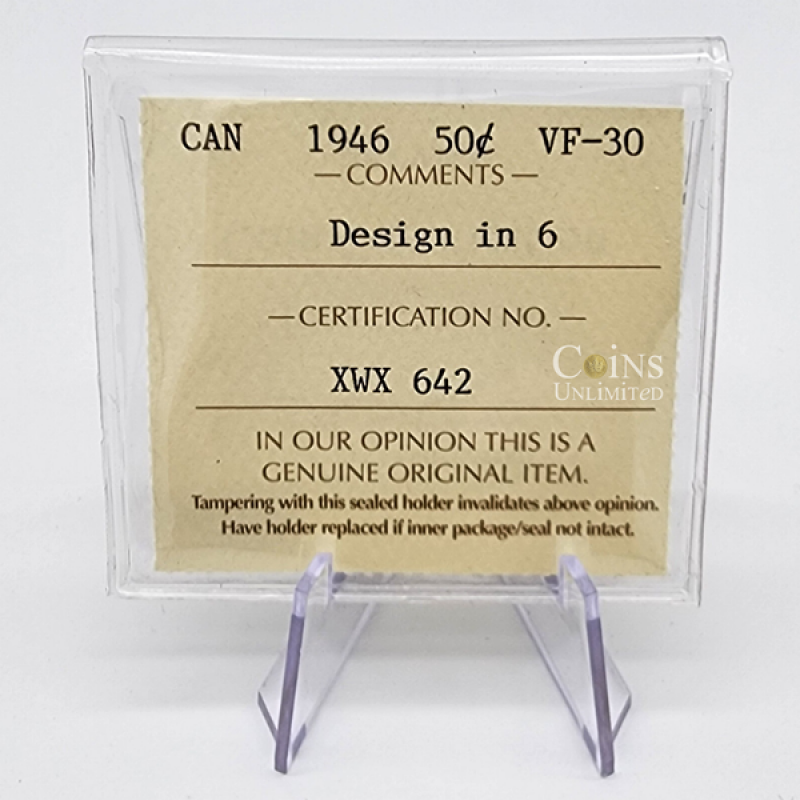 CAN 1946 50¢ VF-30
— COMMENTS —
Design in 6
— CERTIFICATION NO. —
XWX 642
COiNS
UNLIMITeD
IN OUR OPINION THIS IS A
GENUINE ORIGINAL ITEM.
Tampering with this sealed holder invalidates above opinion.
Have holder replaced if inner package/seal not intact.